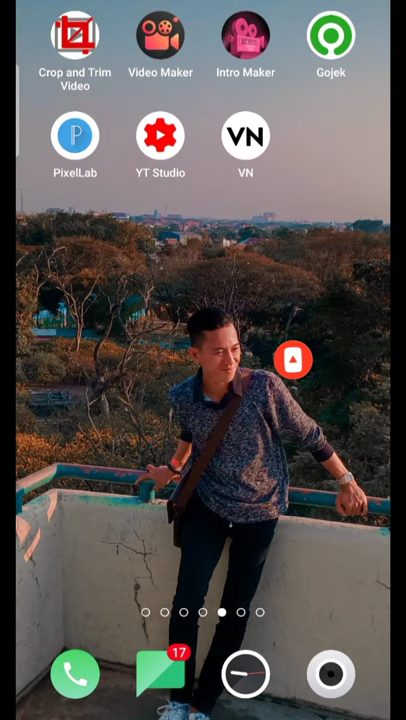 Crop and Trim
Video
Video Maker
Intro Maker
Gojek
P
VN
PixelLab
YT Studio
VN
17